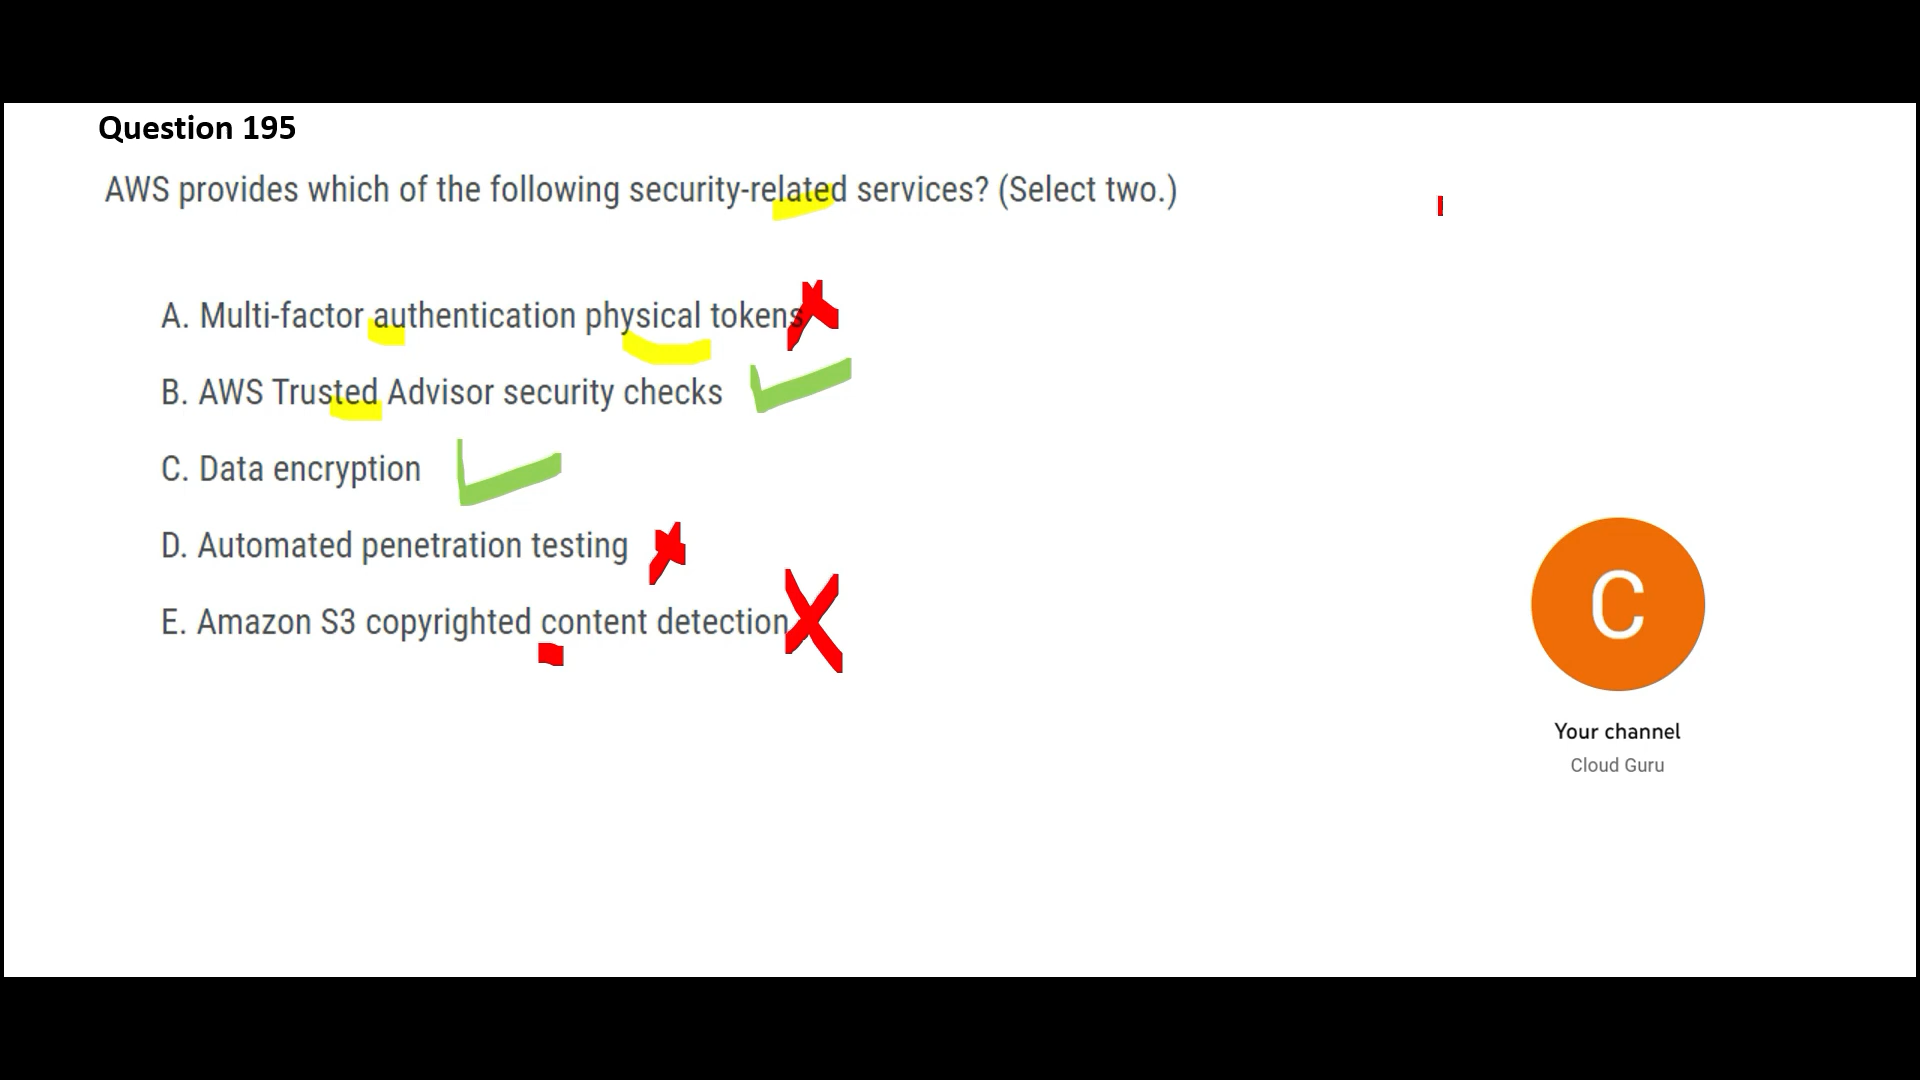 Question 195
AWS provides which of the following security-related services? (Select two.)
A. Multi-factor authentication physical tokens
B. AWS Trusted Advisor security checks
C. Data encryption
D. Automated penetration testing
E. Amazon S3 copyrighted content detection
C
Your channel
Cloud Guru